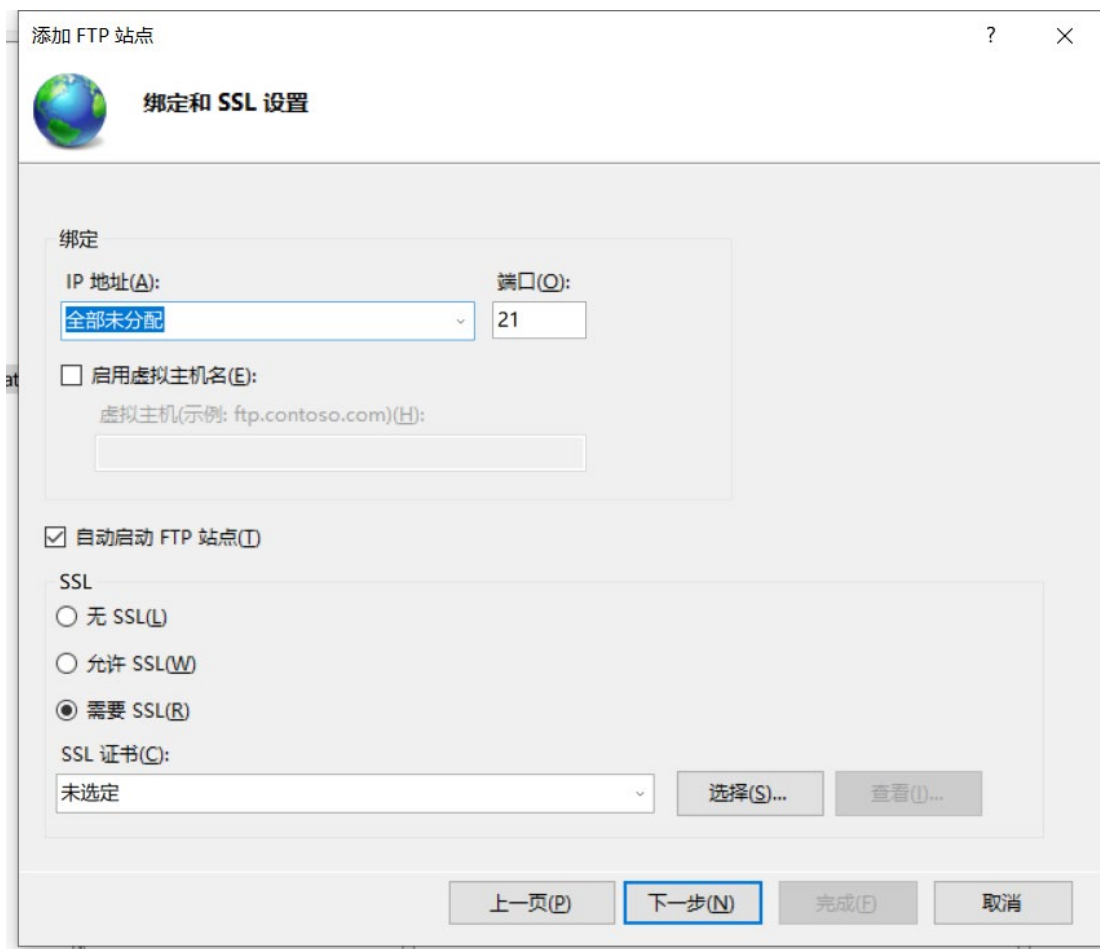 添加 FTP 站点
?
绑定和 SSL 设置
绑定
IP 地址(A):
端口(O):
全部未分配
21
启用虚拟主机名(E):
虚拟主机(示例: ftp.contoso.com)(H):
at
自动启动 FTP 站点(T)
SSL
无 SSL(L)
允许 SSL(W)
需要 SSL(R)
SSL 证书(C):
未选定
选择(S)...
查看(I)...
上一页(P)
下一步(N)
完成(F)
取消